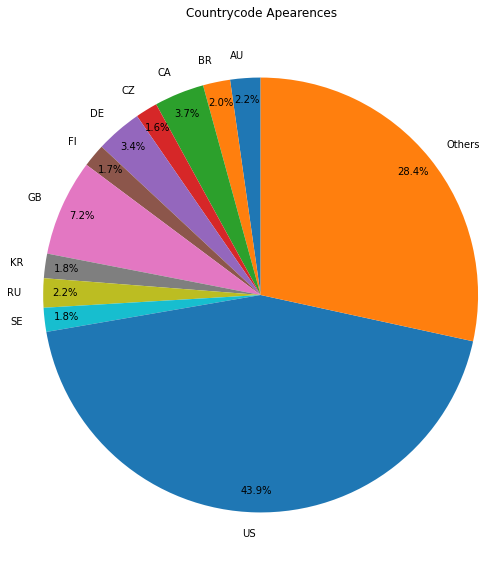 Countrycode Apearences
AU
2.2%
BR
2.0%
CA
3.7%
CZ
1.6%
DE
3.4%
FI
1.7%
GB
7.2%
KR
1.8%
RU
2.2%
SE
1.8%
US
43.9%
Others
28.4%